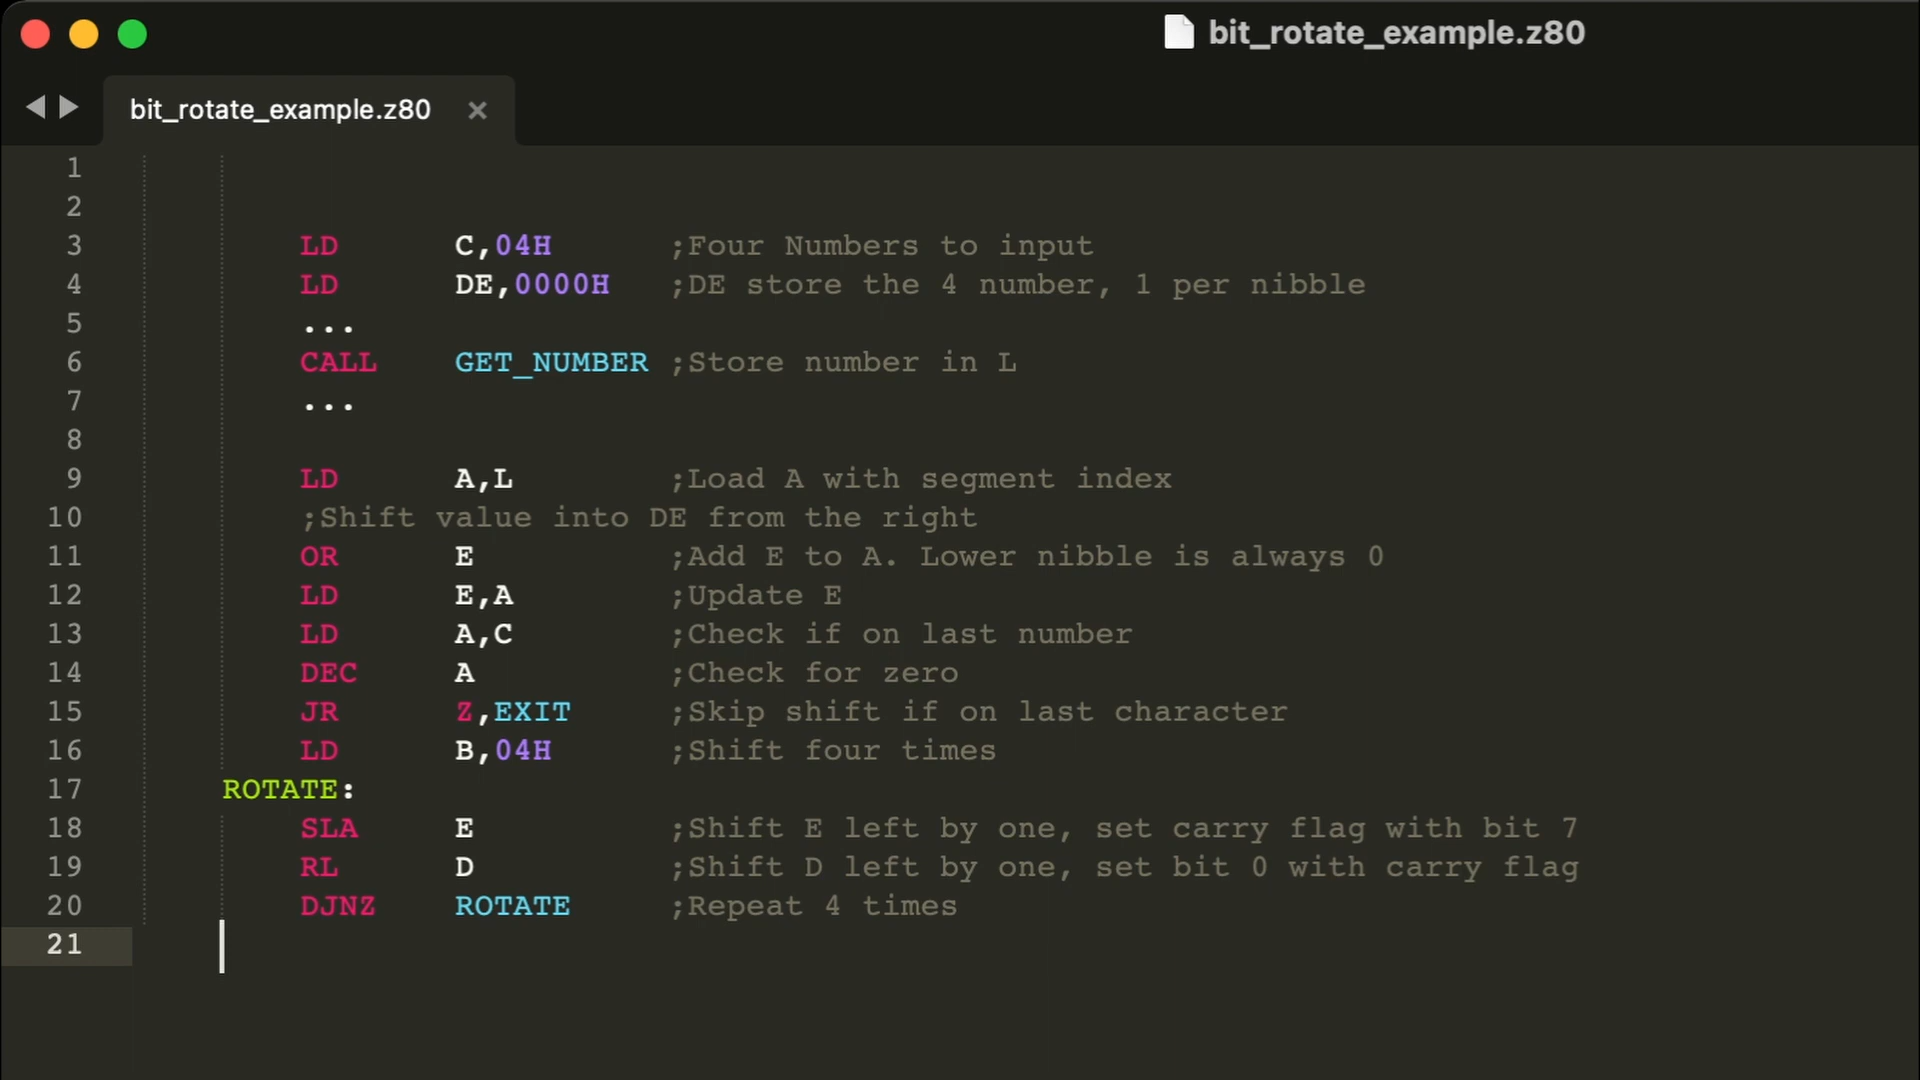 bit_rotate_example.z80
bit_rotate_example.z80 ×
1
2
3 LD C,04H ;Four Numbers to input
4 LD DE,0000H ;DE store the 4 number, 1 per nibble
5 ...
6 CALL GET_NUMBER ;Store number in L
7 ...
8
9 LD A,L ;Load A with segment index
10 ;Shift value into DE from the right
11 OR E ;Add E to A. Lower nibble is always 0
12 LD E,A ;Update E
13 LD A,C ;Check if on last number
14 DEC A ;Check for zero
15 JR Z,EXIT ;Skip shift if on last character
16 LD B,04H ;Shift four times
17 ROTATE:
18 SLA E ;Shift E left by one, set carry flag with bit 7
19 RL D ;Shift D left by one, set bit 0 with carry flag
20 DJNZ ROTATE ;Repeat 4 times
21